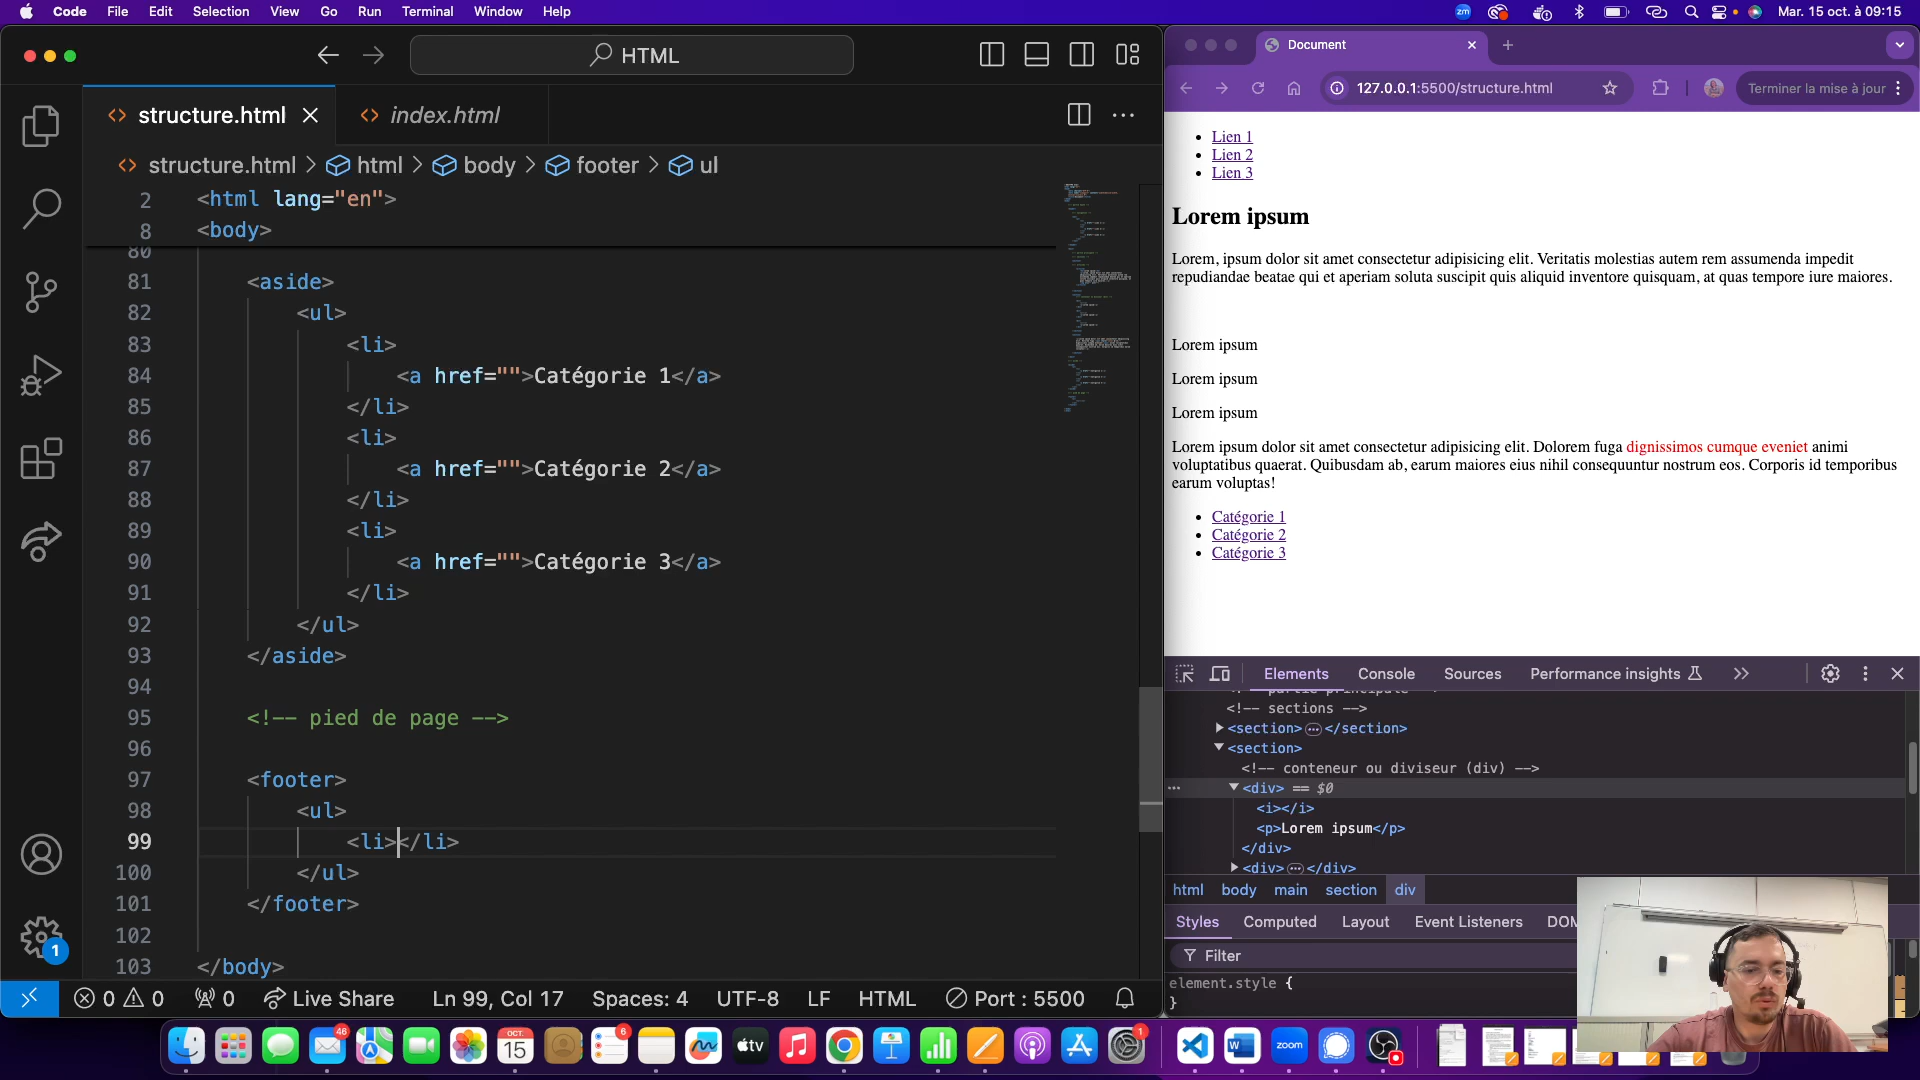 Code File Edit Selection View Go Run Terminal Window Help
zm
Mar. 15 oct. à 09:15
HTML
structure.html
index.html
structure.html > html > body > footer > ul
2 <html lang="en">
8 <body>
80
81 <aside>
82 <ul>
83 <li>
84 <a href="">Catégorie 1</a>
85 </li>
86 <li>
87 <a href="">Catégorie 2</a>
88 </li>
89 <li>
90 <a href="">Catégorie 3</a>
91 </li>
92 </ul>
93 </aside>
94
95 <!-- pied de page -->
96
97 <footer>
98 <ul>
99 <li></li>
100 </ul>
101 </footer>
102
103 </body>
1
0 0 0 Live Share Ln 99, Col 17 Spaces: 4 UTF-8 LF HTML Port : 5500
Document
127.0.0.1:5500/structure.html
Terminer la mise à jour
Lien 1
Lien 2
Lien 3
Lorem ipsum
Lorem, ipsum dolor sit amet consectetur adipisicing elit. Veritatis molestias autem rem assumenda impedit
repudiandae beatae qui et aperiam soluta suscipit quis aliquid inventore quisquam, at quas tempore iure maiores.
Lorem ipsum
Lorem ipsum
Lorem ipsum
Lorem ipsum dolor sit amet consectetur adipisicing elit. Dolorem fuga dignissimos cumque eveniet animi
voluptatibus quaerat. Quibusdam ab, earum maiores eius nihil consequuntur nostrum eos. Corporis id temporibus
earum voluptas!
Catégorie 1
Catégorie 2
Catégorie 3
Elements Console Sources Performance insights
<!-- sections -->
<section> </section>
<section>
<!-- conteneur ou diviseur (div) -->
<div> == $0
<i></i>
<p>Lorem ipsum</p>
</div>
<div> </div>
html body main section div
Styles Computed Layout Event Listeners DOM
Filter
element.style {
}
46
OCT.
15
6
tv
1
W
zoom